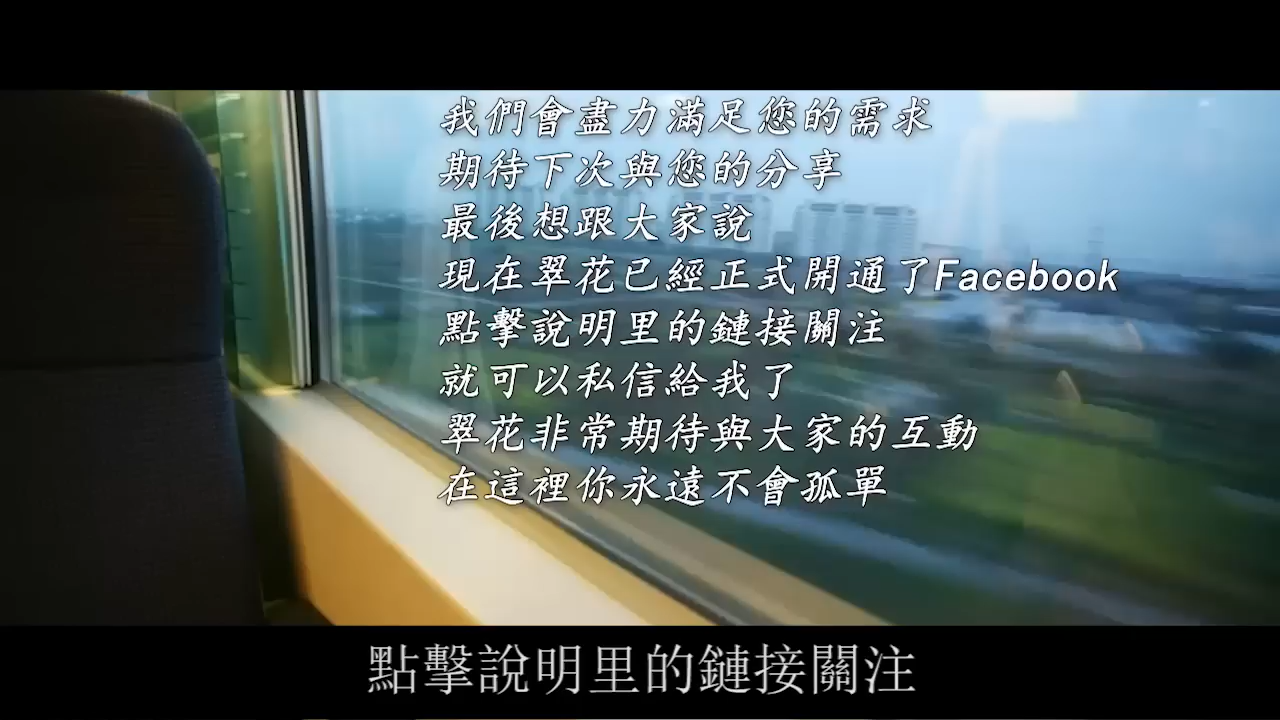 我們會盡力滿足您的需求
期待下次與您的分享
最後想跟大家說
現在翠花已經正式開通了Facebook
點擊說明里的鏈接關注
就可以私信給我了
翠花非常期待與大家的互動
在這裡你永遠不會孤單
點擊說明里的鏈接關注